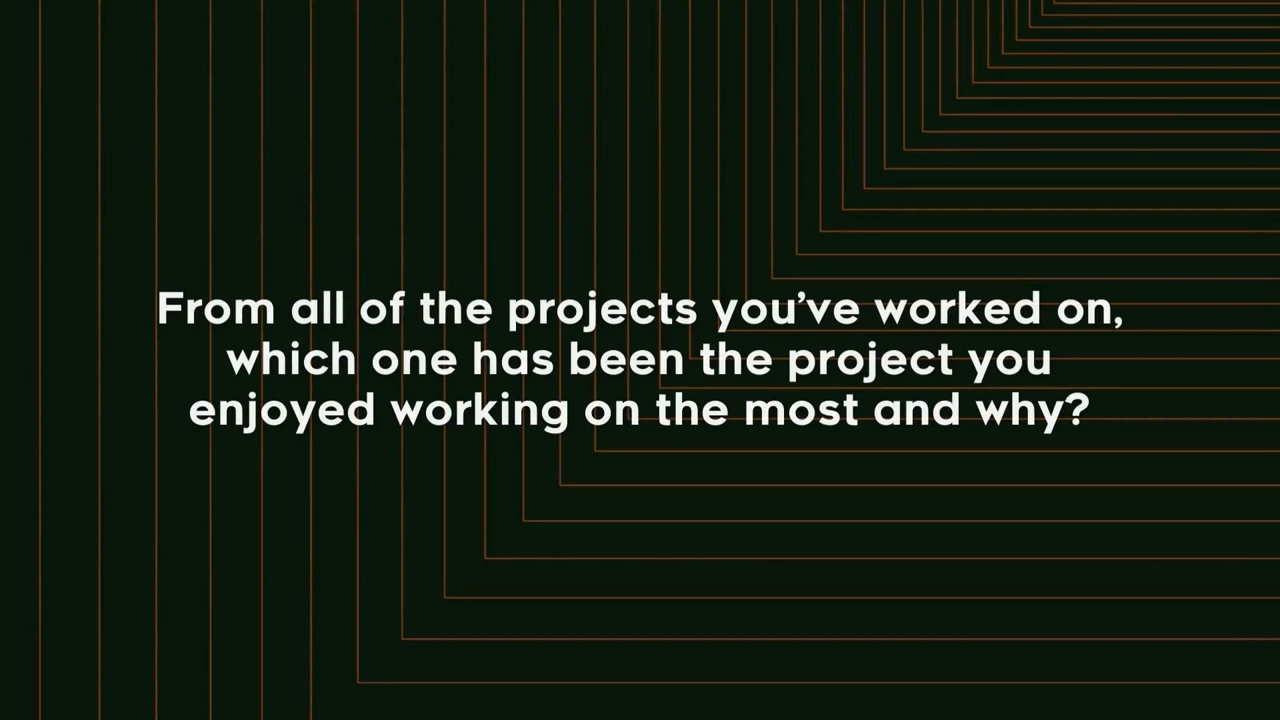 From all of the projects you’ve worked on,
which one has been the project you
enjoyed working on the most and why?